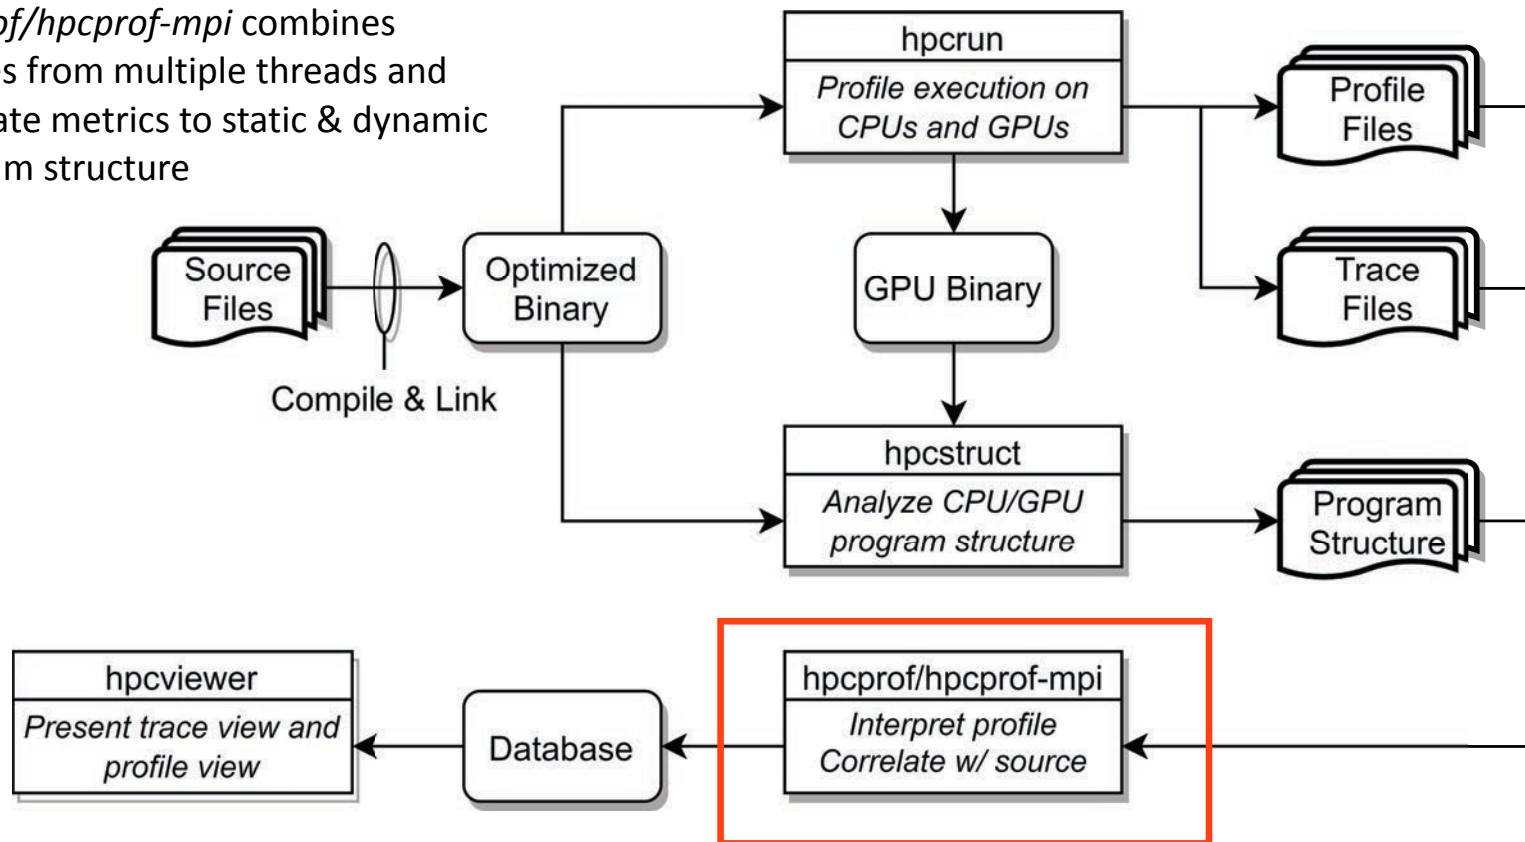 of/hpcprof-mpi combines
es from multiple threads and
ate metrics to static & dynamic
m structure
hpcrun
Profile execution on
CPUs and GPUs
Profile
Files
Source
Files
Optimized
Binary
GPU Binary
Trace
Files
Compile & Link
hpcstruct
Analyze CPU/GPU
program structure
Program
Structure
hpcviewer
Present trace view and
profile view
Database
hpcprof/hpcprof-mpi
Interpret profile
Correlate w/ source